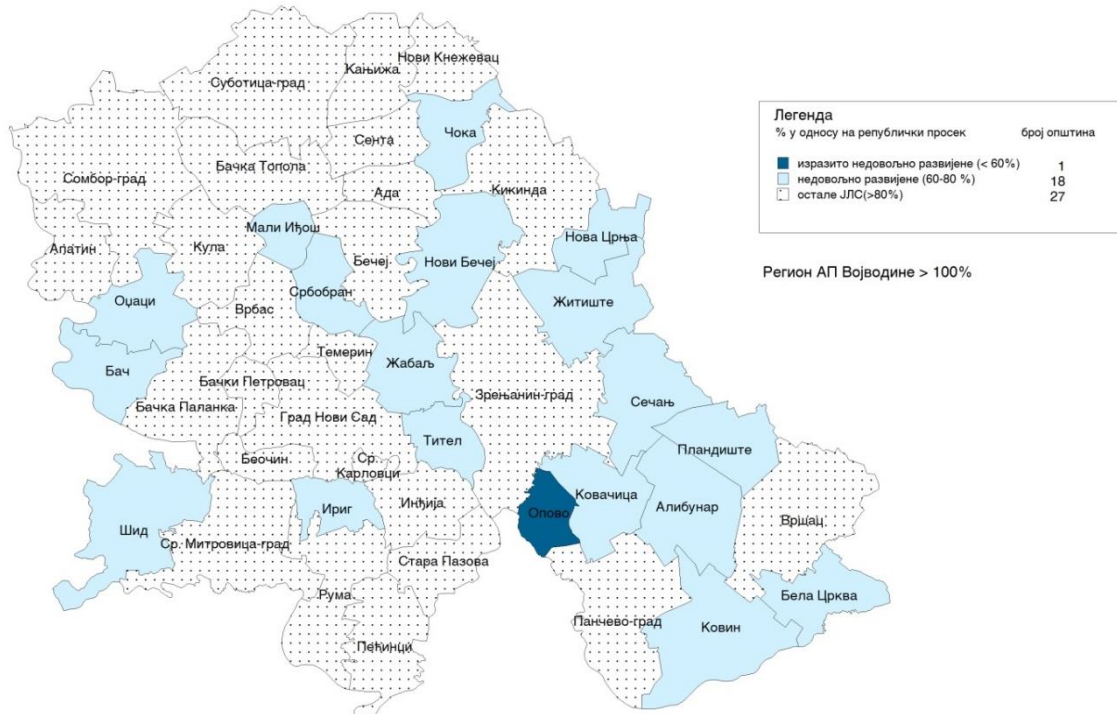 Нови Кнежевац
Кањижа
Суботица-град
Чока
Сента
Бачка Топола
Сомбор-град
Ада
Кикинда
Мали Иђош
Апатин
Кула
Нова Црња
Бечеј
Нови Бечеј
Оџаци
Србобран
Житиште
Врбас
Темерин
Жабаљ
Бач
Бачки Петровац
Зрењанин-град
Сечањ
Бачка Паланка
Град Нови Сад
Тител
Пландиште
Беочин
Ср.
Карловци
Ковачица
Инђија
Алибунар
Ириг
Опово
Вршац
Шид
Ср. Митровица-град
Стара Пазова
Рума
Бела Црква
Панчево-град
Ковин
Пећинци
Легенда
% у односу на републички просек број општина
изразито недовољно развијене (< 60%) 1
недовољно развијене (60-80 %) 18
остале ЈЛС(>80%) 27
Регион АП Војводине > 100%